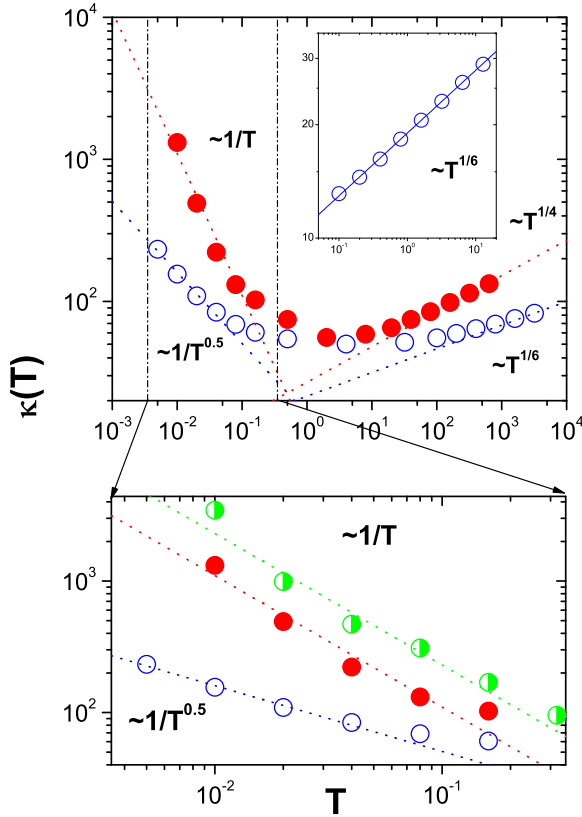 10^4
30
~1/T
20
10^3
~T^{1/6}
~T^{1/4}
10
10^{-1} 10^0 10^1
10^2
~1/T^{0.5}
~T^{1/6}
κ(T)
10^{-3} 10^{-2} 10^{-1} 10^0 10^1 10^2 10^3 10^4
~1/T
10^3
~1/T^{0.5}
10^2
10^{-2} 10^{-1}
T